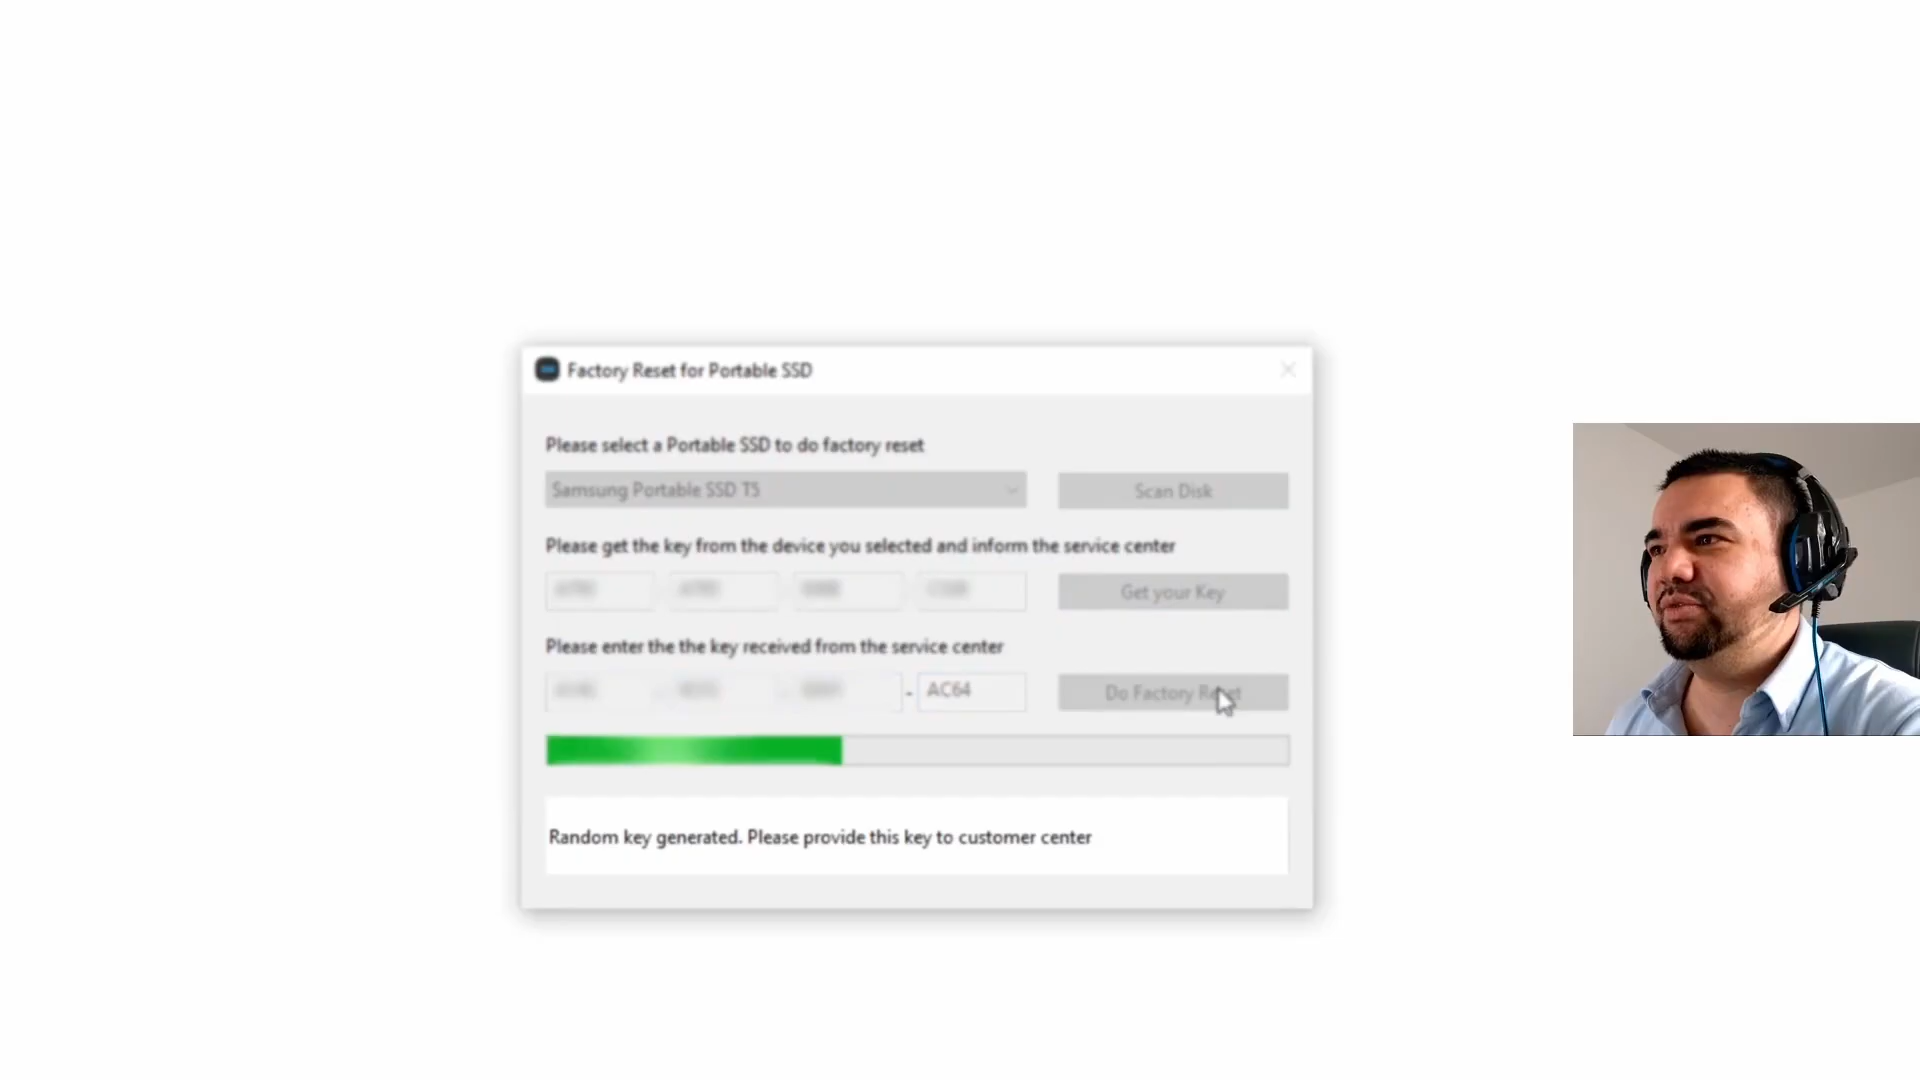 Factory Reset for Portable SSD
Please select a Portable SSD to do factory reset
Samsung Portable SSD T5
Scan Disk
Please get the key from the device you selected and inform the service center
Get your Key
Please enter the the key received from the service center
- AC64
Do Factory Reset
Random key generated. Please provide this key to customer center